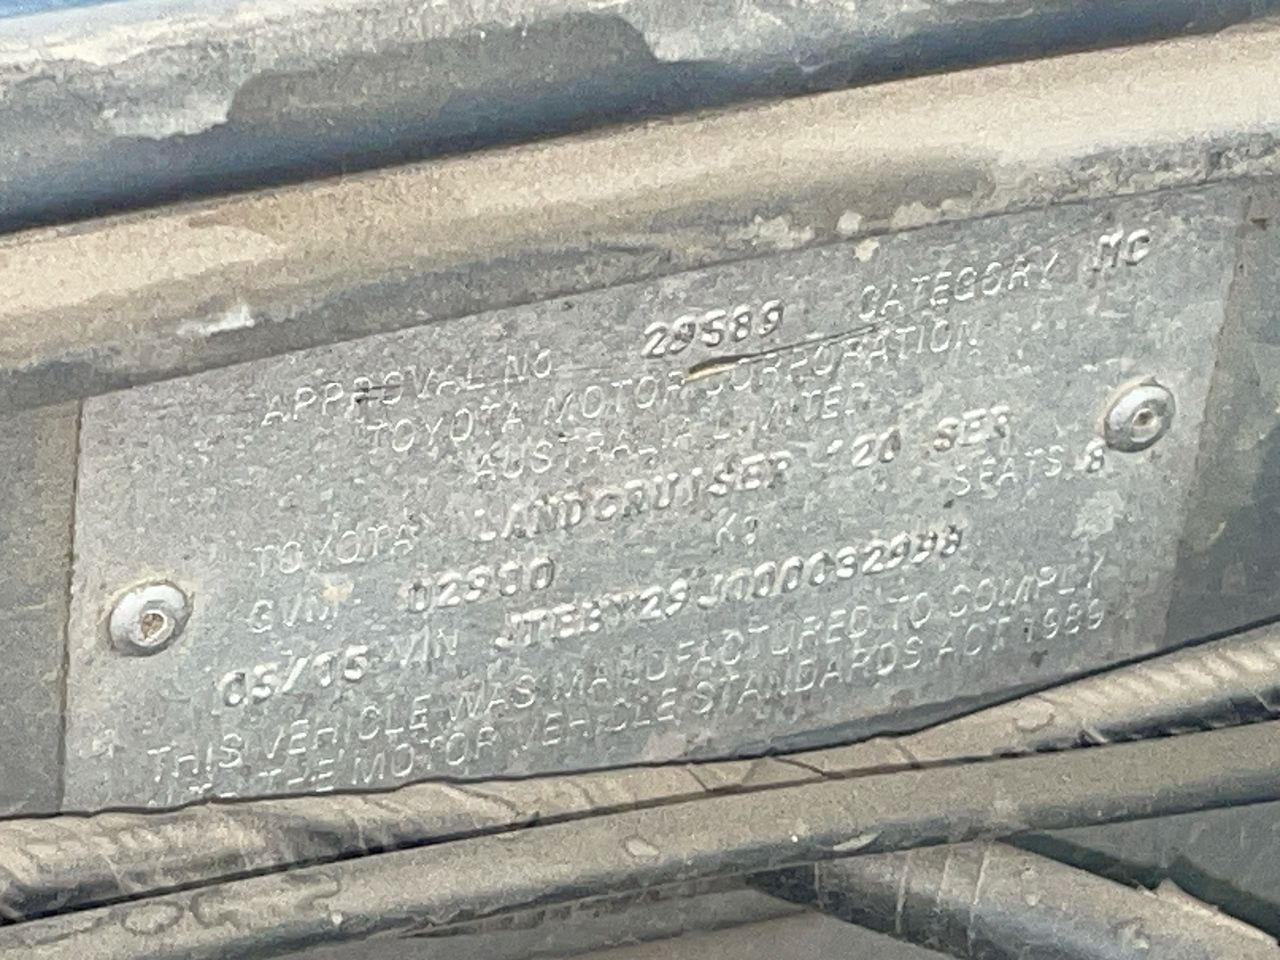 APPROVAL NO 29589 CATEGORY MC
TOYOTA MOTOR CORPORATION
AUSTRALIA LIMITED
TOYOTA LANDCRUISER 120 SER
GVM 02990 KG SEATS 8
05/05 VIN
THIS VEHICLE WAS MANUFACTURED TO COMPLY
WITH THE MOTOR VEHICLE STANDARDS ACT 1989